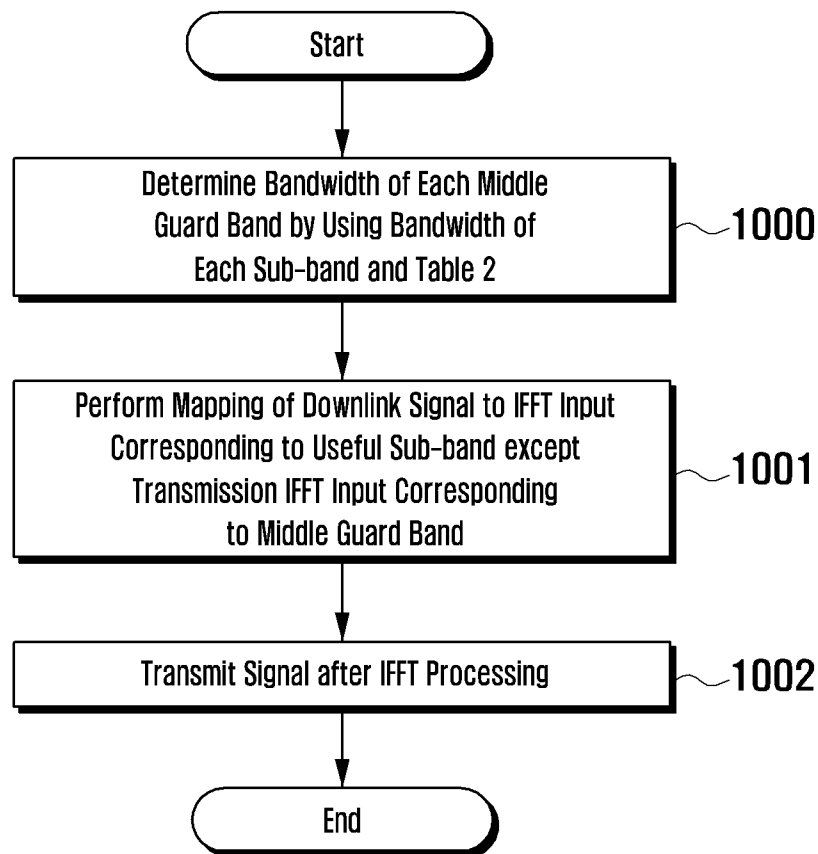 Start
Determine Bandwidth of Each Middle
Guard Band by Using Bandwidth of
Each Sub-band and Table 2
1000
Perform Mapping of Downlink Signal to IFFT Input
Corresponding to Useful Sub-band except
Transmission IFFT Input Corresponding
to Middle Guard Band
1001
Transmit Signal after IFFT Processing
1002
End